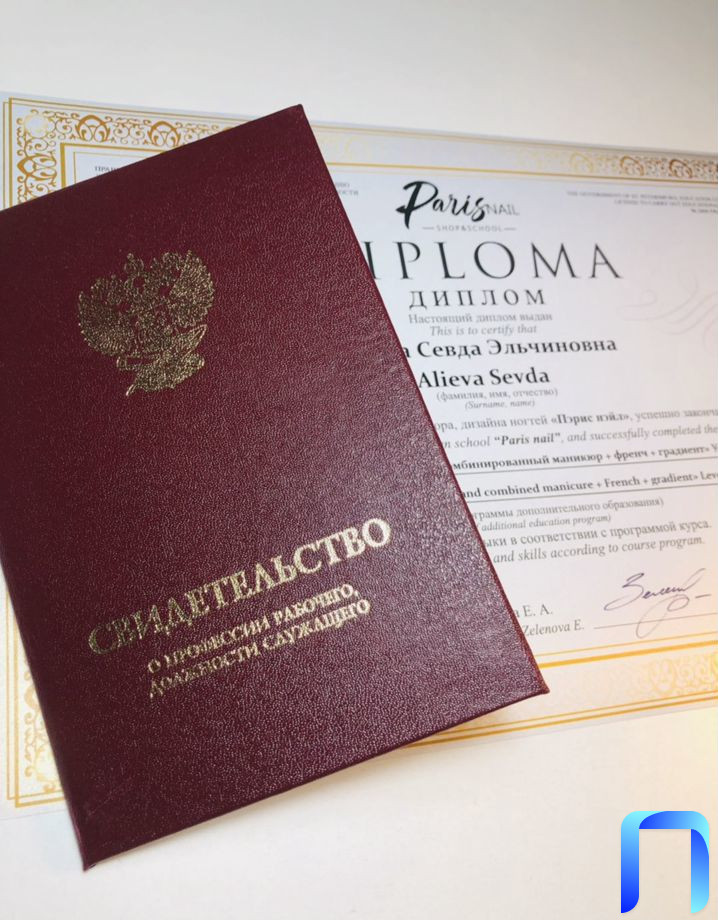 СВИДЕТЕЛЬСТВО
О ПРОФЕССИИ РАБОЧЕГО,
ДОЛЖНОСТИ СЛУЖАЩЕГО
Paris NAIL
SHOP&SCHOOL
IPLOMA
ДИПЛОМ
Настоящий диплом выдан
This is to certify that
а Севда Эльчиновна
Alieva Sevda
(фамилия, имя, отчество)
(Surname, name)
ора, дизайна ногтей «Пэрис нэйл», успешно законч
n school “Paris nail”, and successfully completed the
мбинированный маникюр + френч + градиент»
and combined manicure + French + gradient» Lev
граммы дополнительного образования)
additional education program)
ыки в соответствии с программой курса.
and skills according to course program.
а Е. А.
Zelenova E.
П